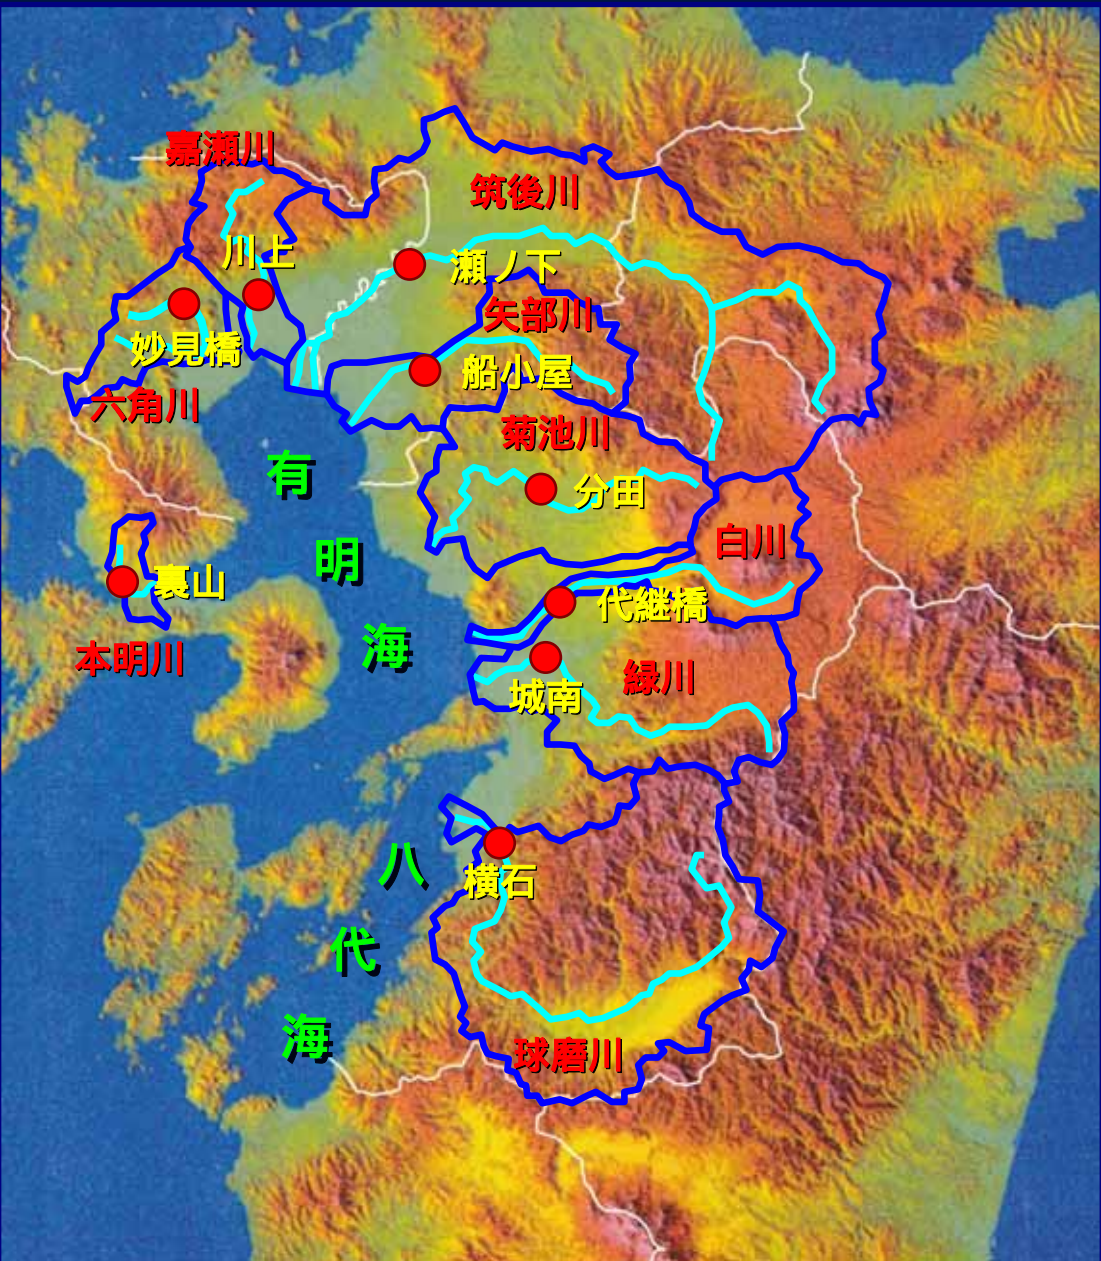 嘉瀬川
筑後川
川上
瀬ノ下
妙見橋
矢部川
船小屋
六角川
菊池川
有明海
分田
白川
裏山
代継橋
本明川
緑川
城南
八代海
横石
球磨川